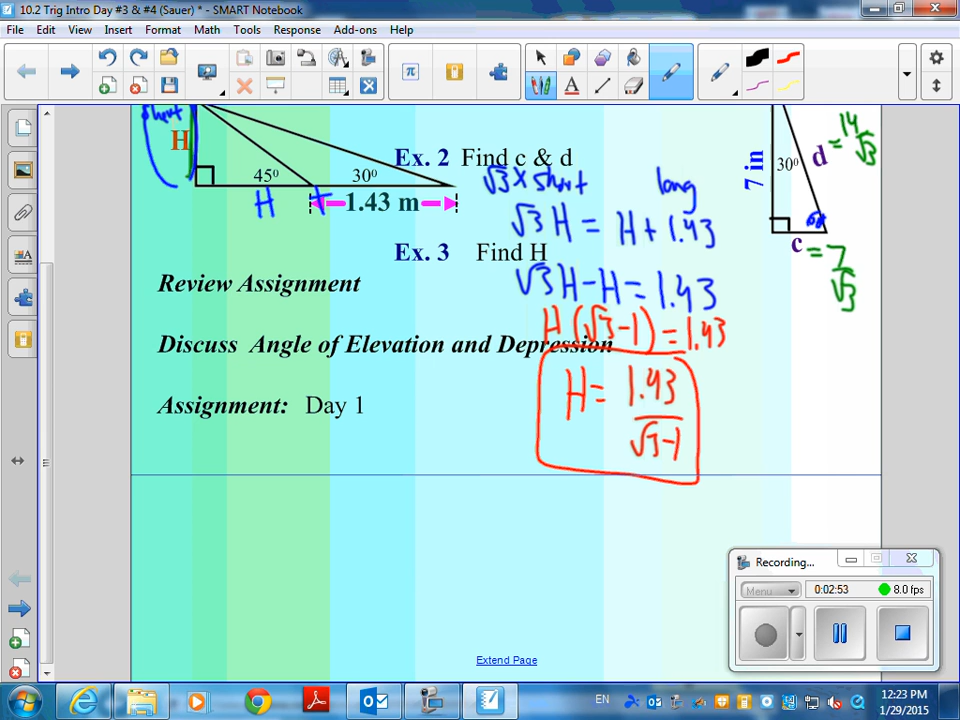 10.2 Trig Intro Day #3 & #4 (Sauer) * - SMART Notebook
File Edit View Insert Format Math Tools Response Add-ons Help
short
H
45⁰
30⁰
H
1.43 m
Ex. 2 Find c & d
√3 × short long
√3H = H + 1.43
Ex. 3 Find H
√3H - H = 1.43
H(√3-1) = 1.43
H = 1.43
√3-1
7 in
30⁰
d = 14
√3
c = 7
√3
Review Assignment
Discuss Angle of Elevation and Depression
Assignment: Day 1
Extend Page
Recording...
Menu
0:02:53
8.0 fps
EN
12:23 PM
1/29/2015